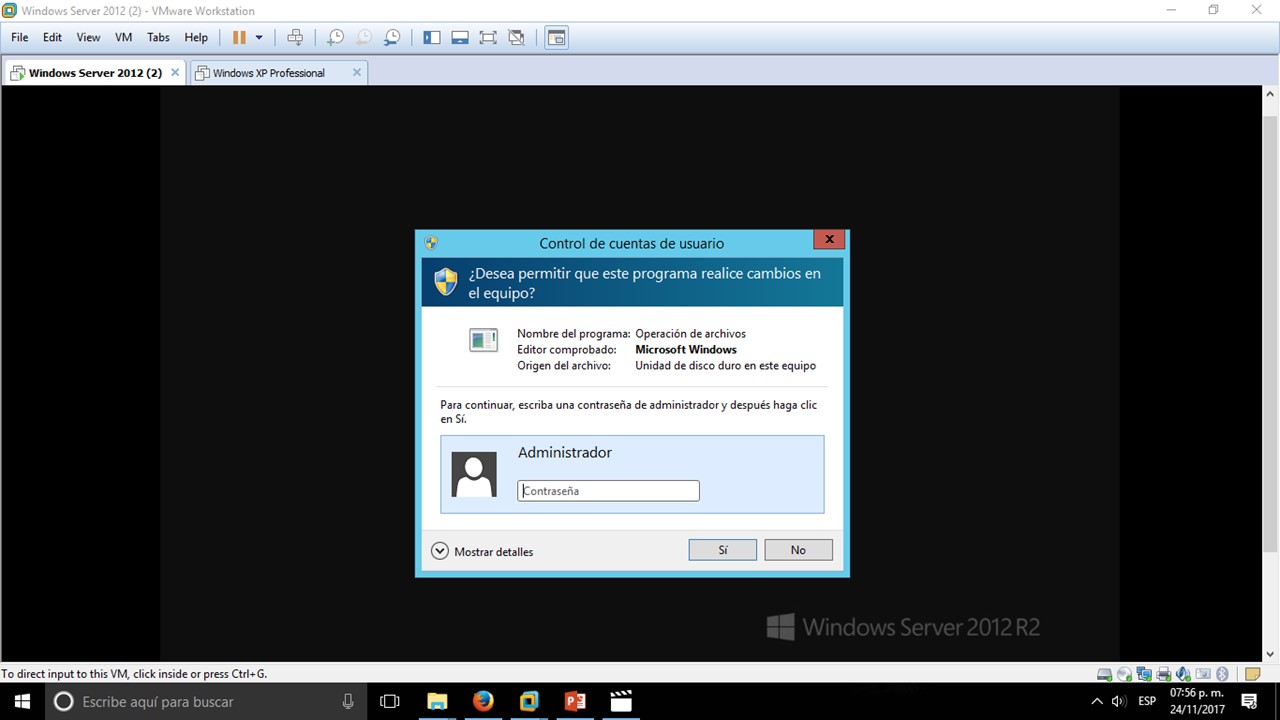 Windows Server 2012 (2) - VMware Workstation
File Edit View VM Tabs Help
Windows Server 2012 (2) Windows XP Professional
Control de cuentas de usuario
¿Desea permitir que este programa realice cambios en
el equipo?
Nombre del programa: Operación de archivos
Editor comprobado: Microsoft Windows
Origen del archivo: Unidad de disco duro en este equipo
Para continuar, escriba una contraseña de administrador y después haga clic
en Sí.
Administrador
Contraseña
Mostrar detalles Sí No
Windows Server 2012 R2
To direct input to this VM, click inside or press Ctrl+G.
Escribe aquí para buscar
ESP
07:56 p. m.
24/11/2017